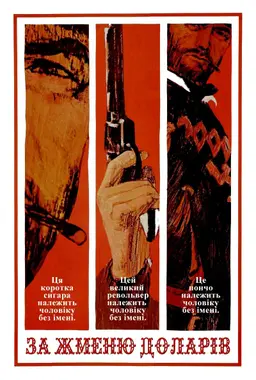 Ця
коротка
сигара
належить
чоловіку
без імені.
Цей
великий
револьвер
належить
чоловіку
без імені.
Це
пончо
належить
чоловіку
без імені.
ЗА ЖМЕНЮ ДОЛАРІВ